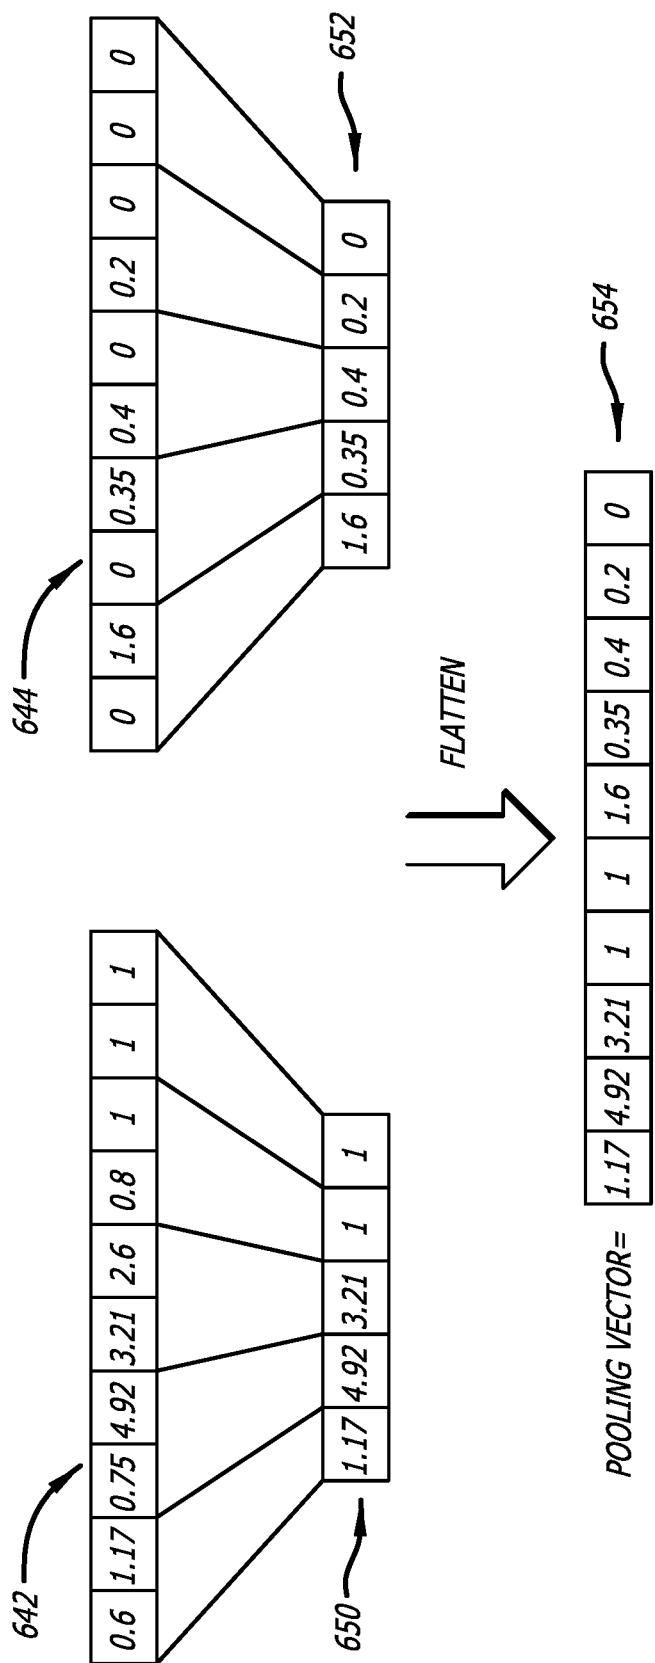 642
0.6 1.17 0.75 4.92 3.21 2.6 0.8 1 1 1
1.17 4.92 3.21 1 1
650
644
0 1.6 0 0.35 0.4 0 0.2 0 0 0
1.6 0.35 0.4 0.2 0
652
FLATTEN
POOLING VECTOR= 1.17 4.92 3.21 1 1 1.6 0.35 0.4 0.2 0
654